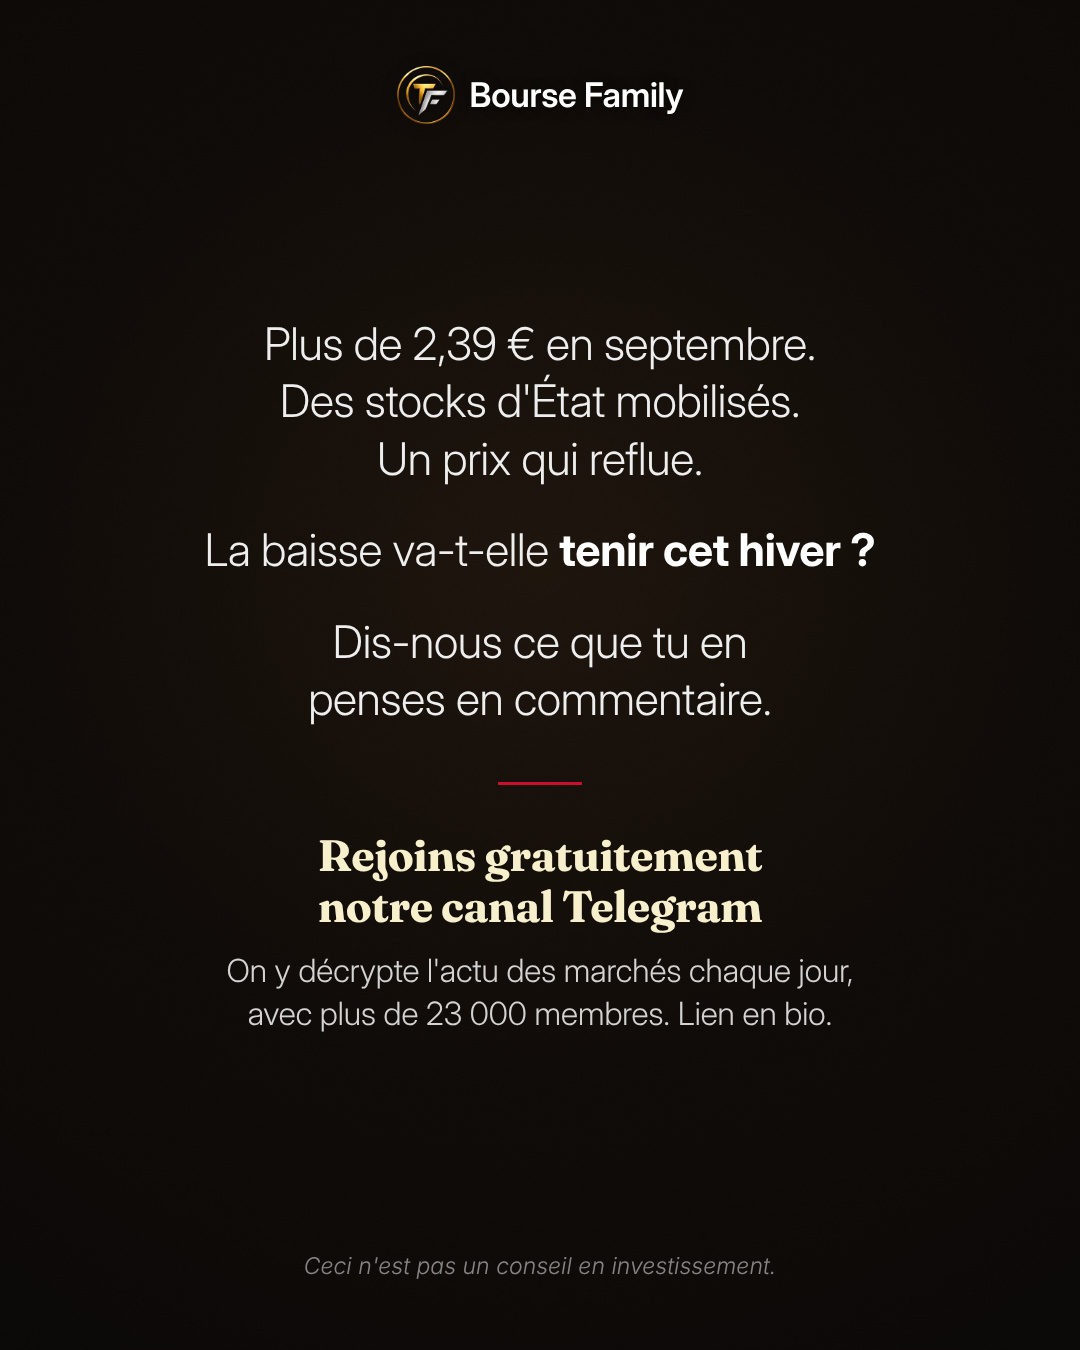 TF Bourse Family
Plus de 2,39 € en septembre.
Des stocks d'État mobilisés.
Un prix qui reflue.
La baisse va-t-elle tenir cet hiver ?
Dis-nous ce que tu en
penses en commentaire.
Rejoins gratuitement
notre canal Telegram
On y décrypte l'actu des marchés chaque jour,
avec plus de 23 000 membres. Lien en bio.
Ceci n'est pas un conseil en investissement.